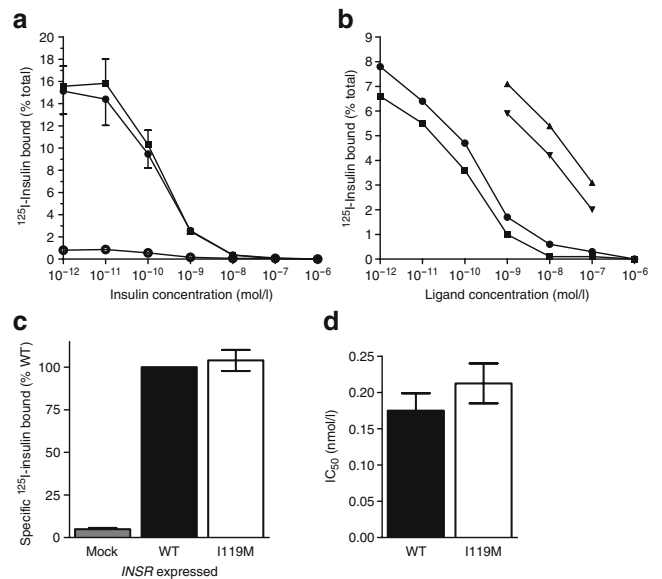 a
b
¹²⁵I-Insulin bound (% total)
20
18
16
14
12
10
8
6
4
2
0
10⁻¹² 10⁻¹¹ 10⁻¹⁰ 10⁻⁹ 10⁻⁸ 10⁻⁷ 10⁻⁶
Insulin concentration (mol/l)
¹²⁵I-Insulin bound (% total)
9
8
7
6
5
4
3
2
1
0
10⁻¹² 10⁻¹¹ 10⁻¹⁰ 10⁻⁹ 10⁻⁸ 10⁻⁷ 10⁻⁶
Ligand concentration (mol/l)
c
d
Specific ¹²⁵I-insulin bound (% WT)
100
75
50
25
0
Mock WT I119M
INSR expressed
IC₅₀ (nmol/l)
0.25
0.20
0.15
0.10
0.05
0.00
WT I119M